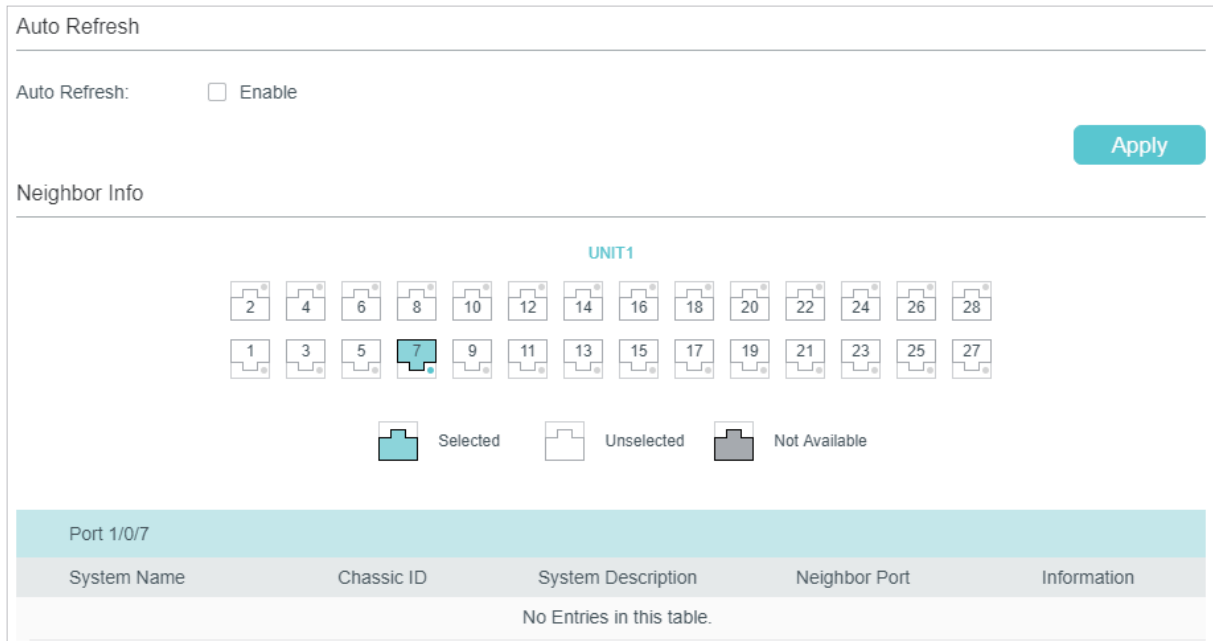 Auto Refresh
Auto Refresh: Enable
Apply
Neighbor Info
UNIT1
2 4 6 8 10 12 14 16 18 20 22 24 26 28
1 3 5 7 9 11 13 15 17 19 21 23 25 27
Selected Unselected Not Available
Port 1/0/7
System Name Chassic ID System Description Neighbor Port Information
No Entries in this table.